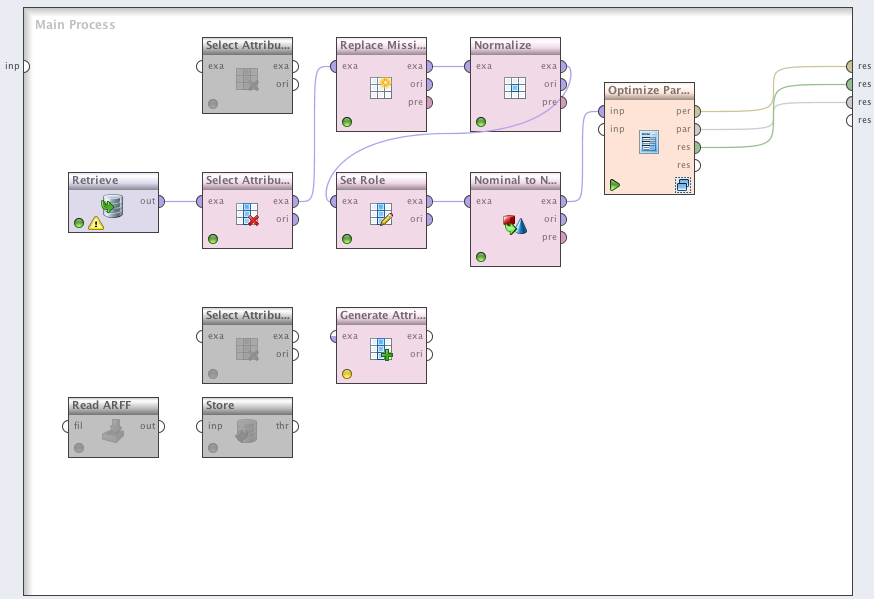 Main Process
Select Attribu...
exa exa
ori
Replace Missi...
exa exa
ori
pre
Normalize
exa exa
ori
pre
inp
Optimize Par...
inp per
inp par
res
res
res
res
res
res
Retrieve
out
Select Attribu...
exa exa
ori
Set Role
exa exa
ori
Nominal to N...
exa exa
ori
pre
Select Attribu...
exa exa
ori
Generate Attri...
exa exa
ori
Read ARFF
fil out
Store
inp thr